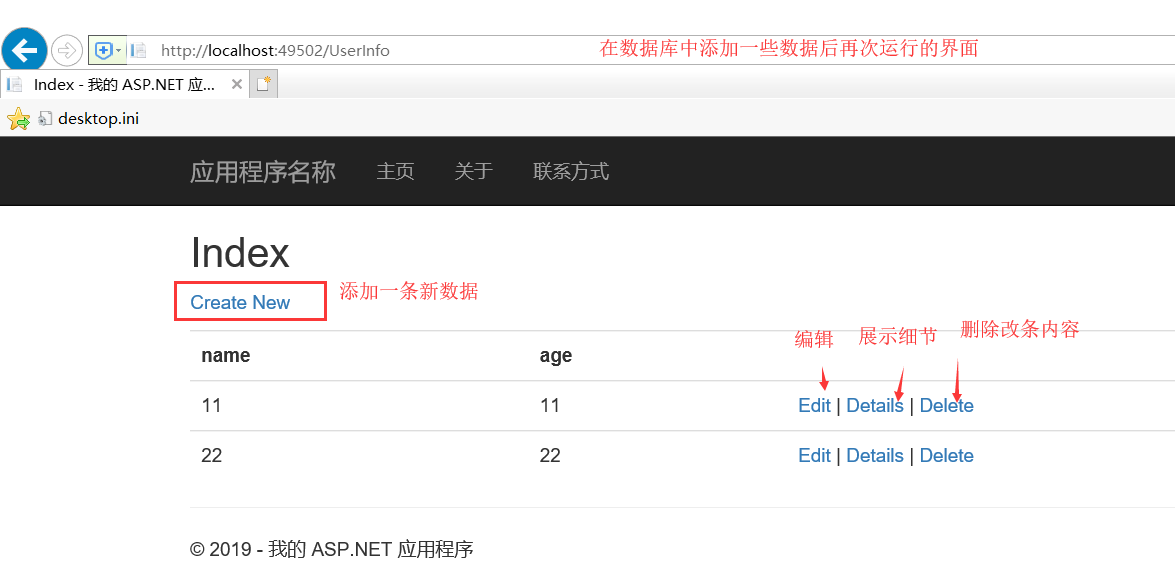 http://localhost:49502/UserInfo
在数据库中添加一些数据后再次运行的界面
Index - 我的 ASP.NET 应...
desktop.ini
应用程序名称 主页 关于 联系方式
Index
Create New
添加一条新数据
编辑 展示细节 删除改条内容
name age
11 11 Edit | Details | Delete
22 22 Edit | Details | Delete
© 2019 - 我的 ASP.NET 应用程序